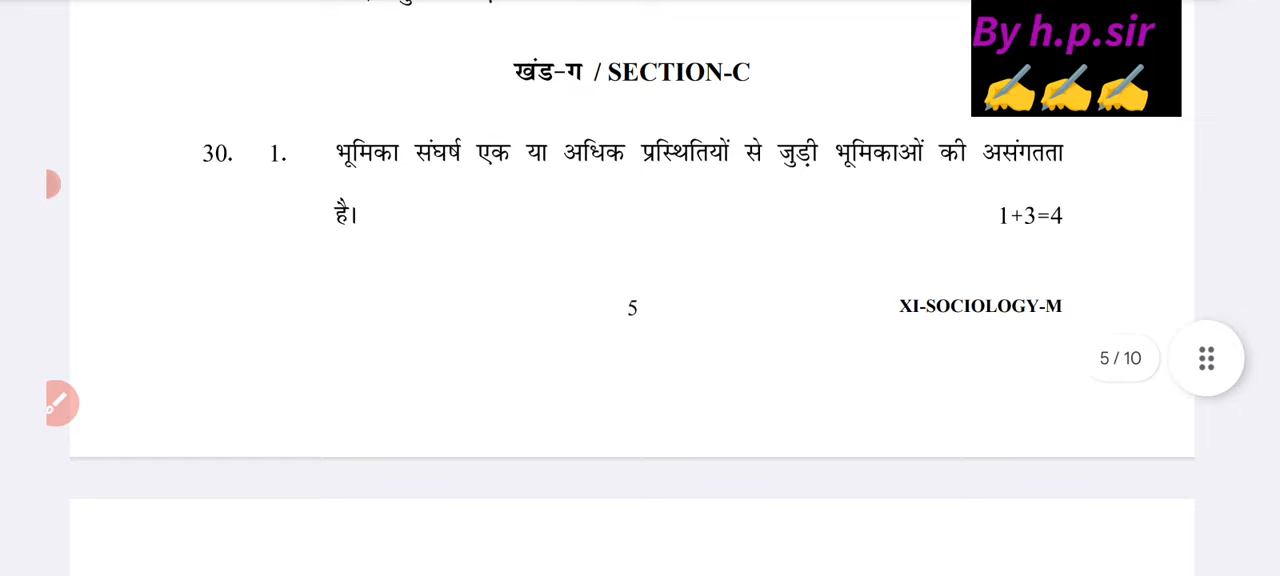 By h.p.sir
खंड-ग / SECTION-C
30. 1. भूमिका संघर्ष एक या अधिक प्रस्थितियों से जुड़ी भूमिकाओं की असंगतता
है। 1+3=4
5 XI-SOCIOLOGY-M
5 / 10